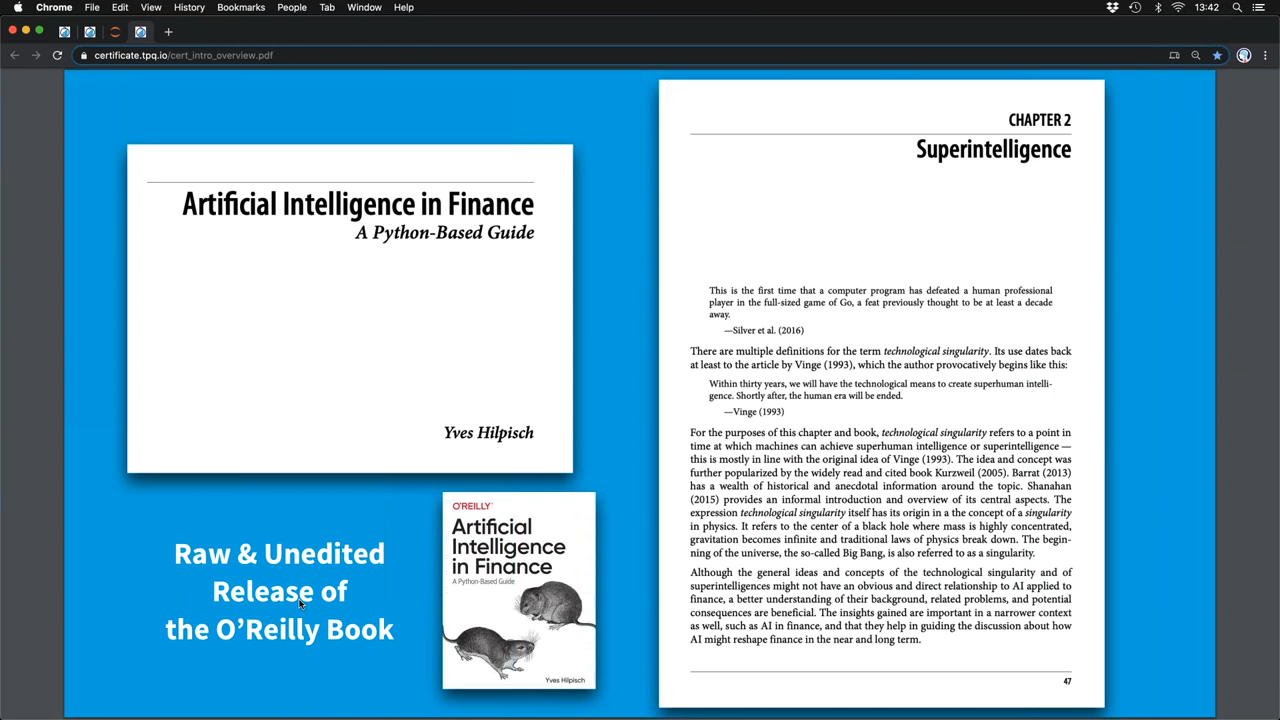 Chrome File Edit View History Bookmarks People Tab Window Help 13:42
certificate.tpq.io/cert_intro_overview.pdf
Artificial Intelligence in Finance
A Python-Based Guide
Yves Hilpisch
Raw & Unedited
Release of
the O’Reilly Book
O'REILLY
Artificial
Intelligence
in Finance
A Python-Based Guide
Yves Hilpisch
CHAPTER 2
Superintelligence
This is the first time that a computer program has defeated a human professional
player in the full-sized game of Go, a feat previously thought to be at least a decade
away.
—Silver et al. (2016)
There are multiple definitions for the term technological singularity. Its use dates back
at least to the article by Vinge (1993), which the author provocatively begins like this:
Within thirty years, we will have the technological means to create superhuman intelli-
gence. Shortly after, the human era will be ended.
—Vinge (1993)
For the purposes of this chapter and book, technological singularity refers to a point in
time at which machines can achieve superhuman intelligence or superintelligence —
this is mostly in line with the original idea of Vinge (1993). The idea and concept was
further popularized by the widely read and cited book Kurzweil (2005). Barrat (2013)
has a wealth of historical and anecdotal information around the topic. Shanahan
(2015) provides an informal introduction and overview of its central aspects. The
expression technological singularity itself has its origin in a the concept of a singularity
in physics. It refers to the center of a black hole where mass is highly concentrated,
gravitation becomes infinite and traditional laws of physics break down. The begin-
ning of the universe, the so-called Big Bang, is also referred to as a singularity.
Although the general ideas and concepts of the technological singularity and of
superintelligences might not have an obvious and direct relationship to AI applied to
finance, a better understanding of their background, related problems, and potential
consequences are beneficial. The insights gained are important in a narrower context
as well, such as AI in finance, and that they help in guiding the discussion about how
AI might reshape finance in the near and long term.
47